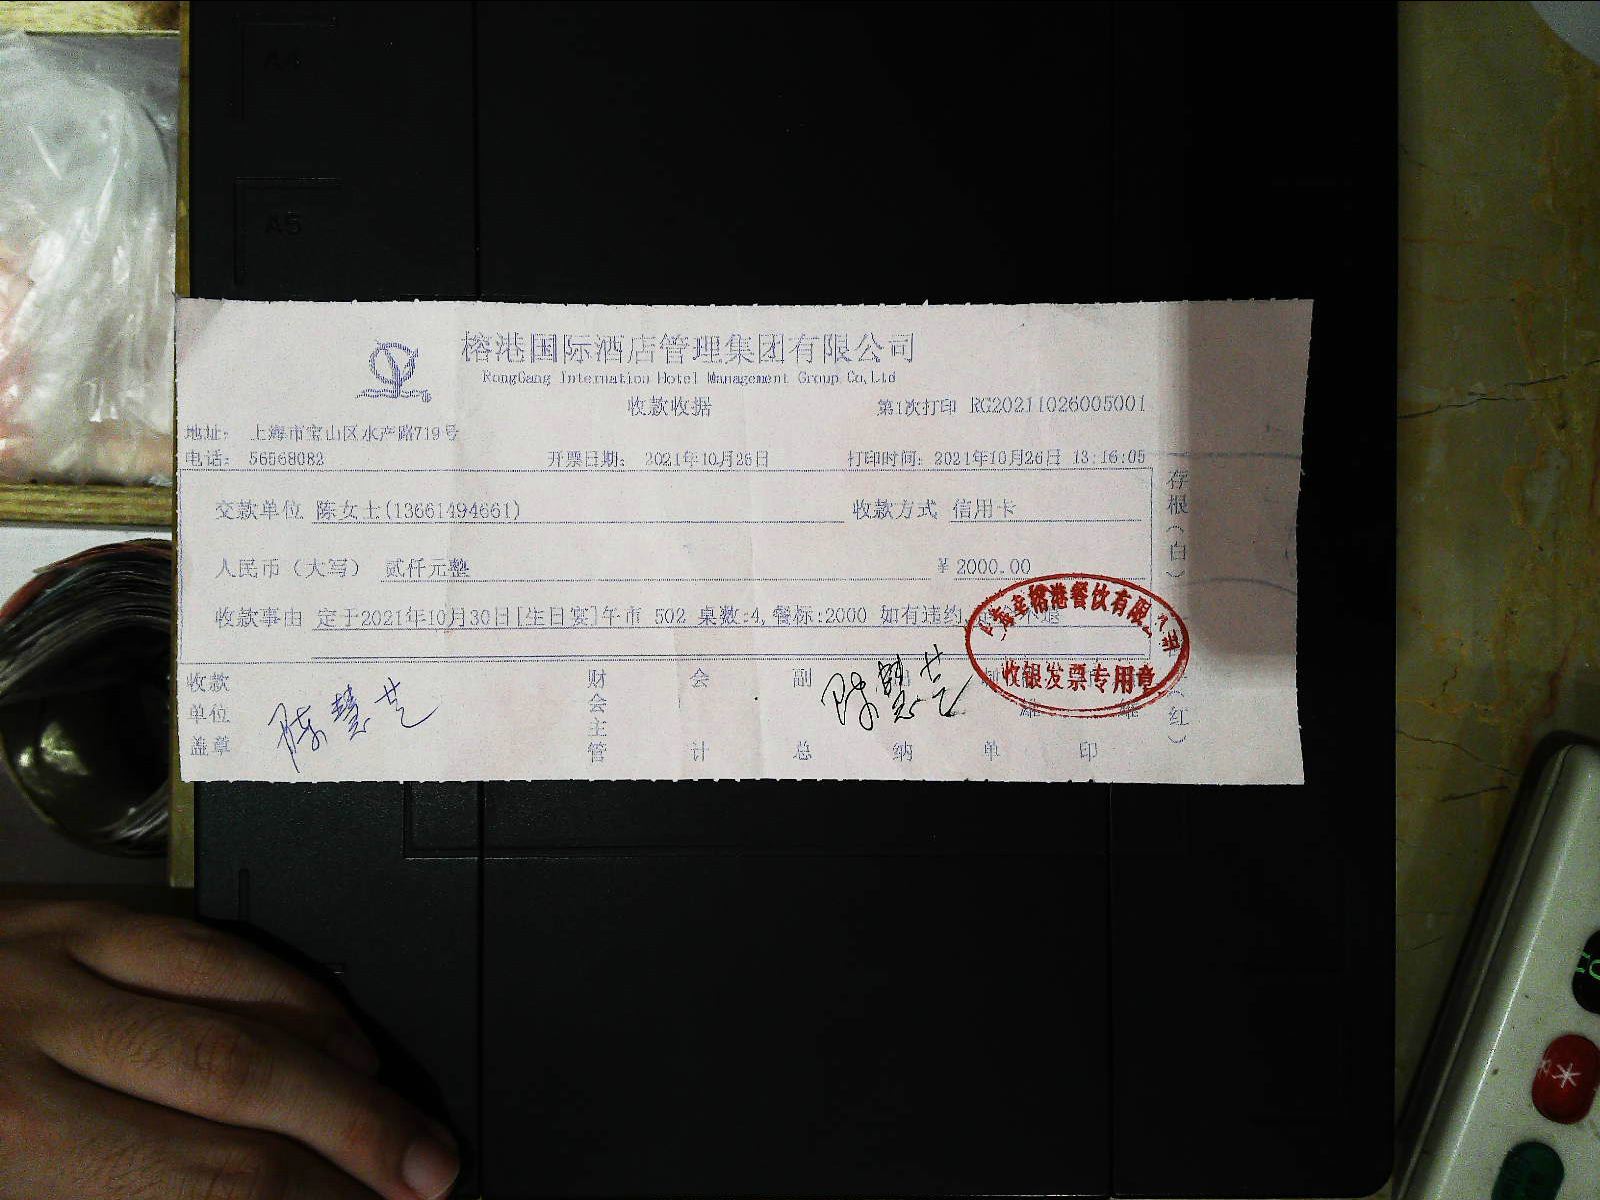 A4
A5
榕港国际酒店管理集团有限公司
RongGang Internation Hotel Management Group Co,Ltd
收款收据
第1次打印 RG20211026005001
地址： 上海市宝山区水产路719号
电话： 56568082
开票日期： 2021年10月26日
打印时间：2021年10月26日 13:16:05
交款单位 陈女士(13661494661)
收款方式 信用卡
人民币（大写） 贰仟元整
¥ 2000.00
收款事由 定于2021年10月30日[生日宴]午市 502 桌数:4,餐标:2000 如有违约,
收银发票专用章
存根（白）
（红）
收款单位盖章
陈慧芝
财会主管
会计
副总
纳
单
印
陈慧芝